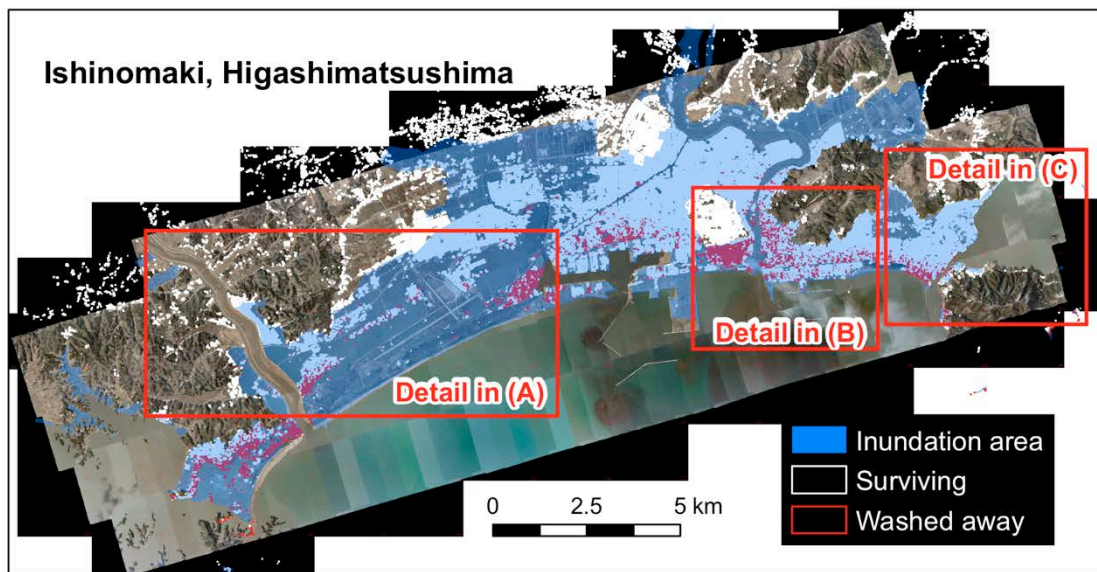 Ishinomaki, Higashimatsushima
Detail in (C)
Detail in (B)
Detail in (A)
Inundation area
Surviving
Washed away
0 2.5 5 km